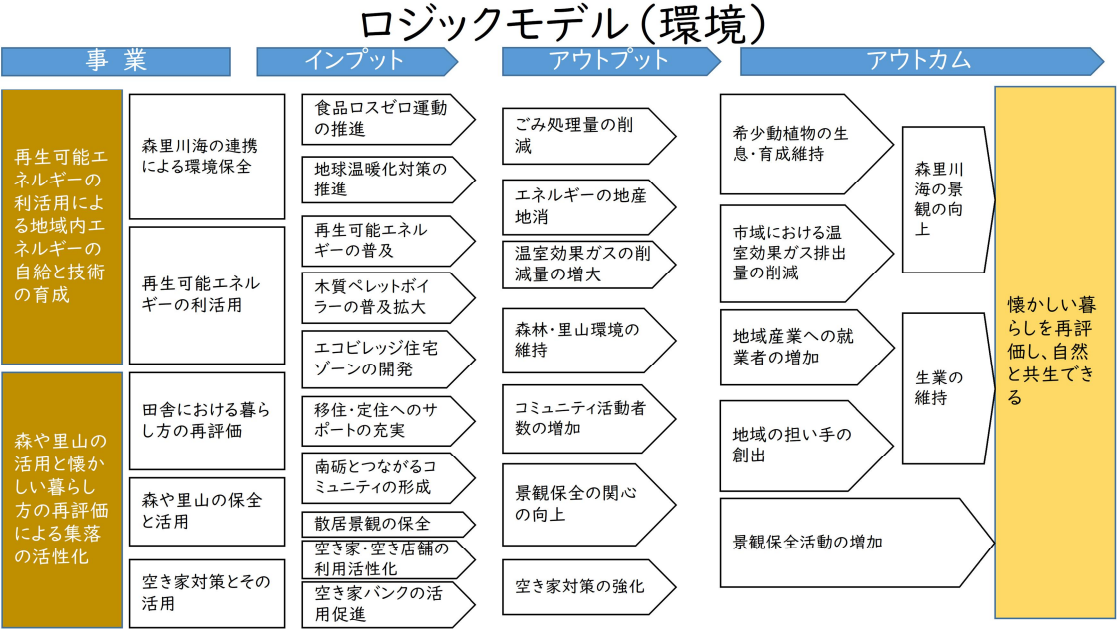 ロジックモデル(環境)
事 業
インプット
アウトプット
アウトカム
再生可能エ
ネルギーの
利活用によ
る地域内エ
ネルギーの
自給と技術
の育成
森や里山の
活用と懐か
しい暮らし
方の再評価
による集落
の活性化
森里川海の連携
による環境保全
再生可能エネル
ギーの利活用
田舎における暮ら
し方の再評価
森や里山の保全
と活用
空き家対策とその
活用
食品ロスゼロ運動
の推進
地球温暖化対策の
推進
再生可能エネル
ギーの普及
木質ペレットボイ
ラーの普及拡大
エコビレッジ住宅
ゾーンの開発
移住・定住へのサ
ポートの充実
南砺とつながるコ
ミュニティの形成
散居景観の保全
空き家・空き店舗の
利用活性化
空き家バンクの活
用促進
ごみ処理量の削
減
エネルギーの地産
地消
温室効果ガスの削
減量の増大
森林・里山環境の
維持
コミュニティ活動者
数の増加
景観保全の関心
の向上
空き家対策の強化
希少動植物の生
息・育成維持
市域における温
室効果ガス排出
量の削減
地域産業への就
業者の増加
地域の担い手の
創出
景観保全活動の増加
森里川
海の景
観の向
上
生業の
維持
懐かしい暮
らしを再評
価し、自然
と共生でき
る